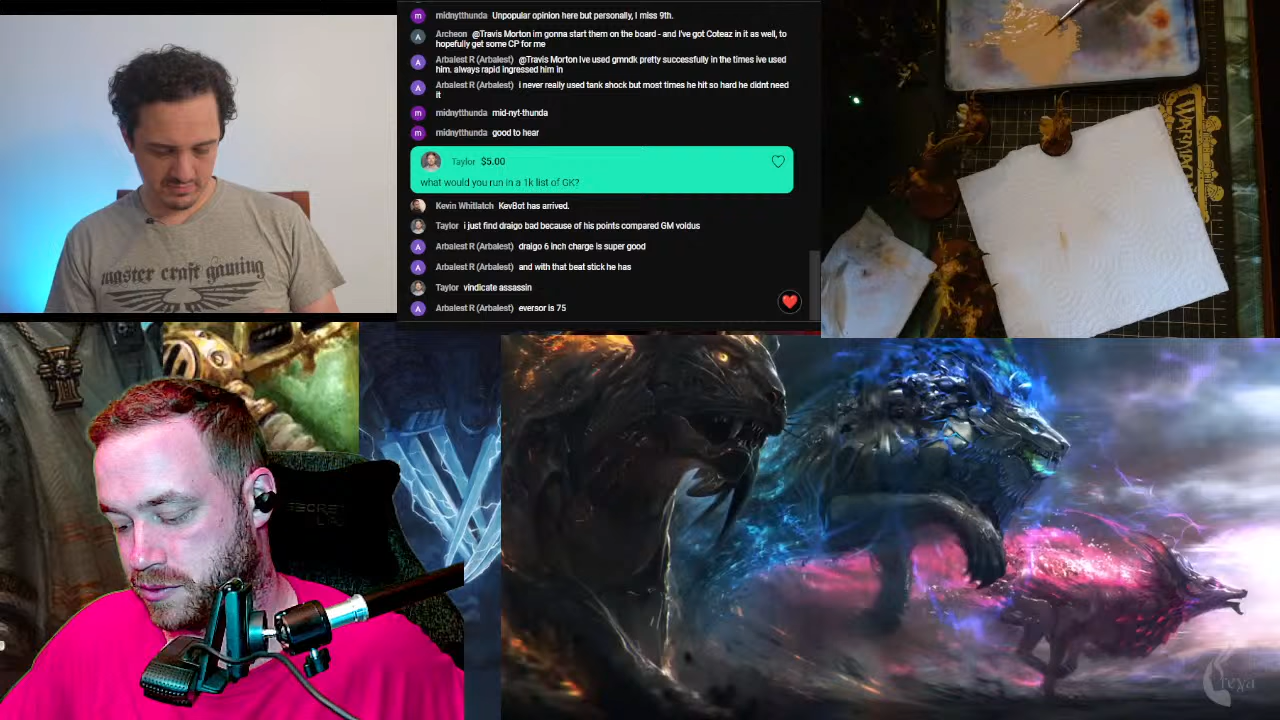 midnytthunda Unpopular opinion here but personally, I miss 9th.
Archeon @Travis Morton im gonna start them on the board - and I've got Coteaz in it as well, to
hopefully get some CP for me
Arbalest R (Arbalest) @Travis Morton Ive used gmndk pretty successfully in the times ive used
him. always rapid ingressed him in
Arbalest R (Arbalest) i never really used tank shock but most times he hit so hard he didnt need
it
midnytthunda mid-nyt-thunda
midnytthunda good to hear
Taylor $5.00
what would you run in a 1k list of GK?
Kevin Whitlatch KevBot has arrived.
Taylor i just find draigo bad because of his points compared GM voldus
Arbalest R (Arbalest) draigo 6 inch charge is super good
Arbalest R (Arbalest) and with that beat stick he has
Taylor vindicate assassin
Arbalest R (Arbalest) eversor is 75
master craft gaming
WARMA